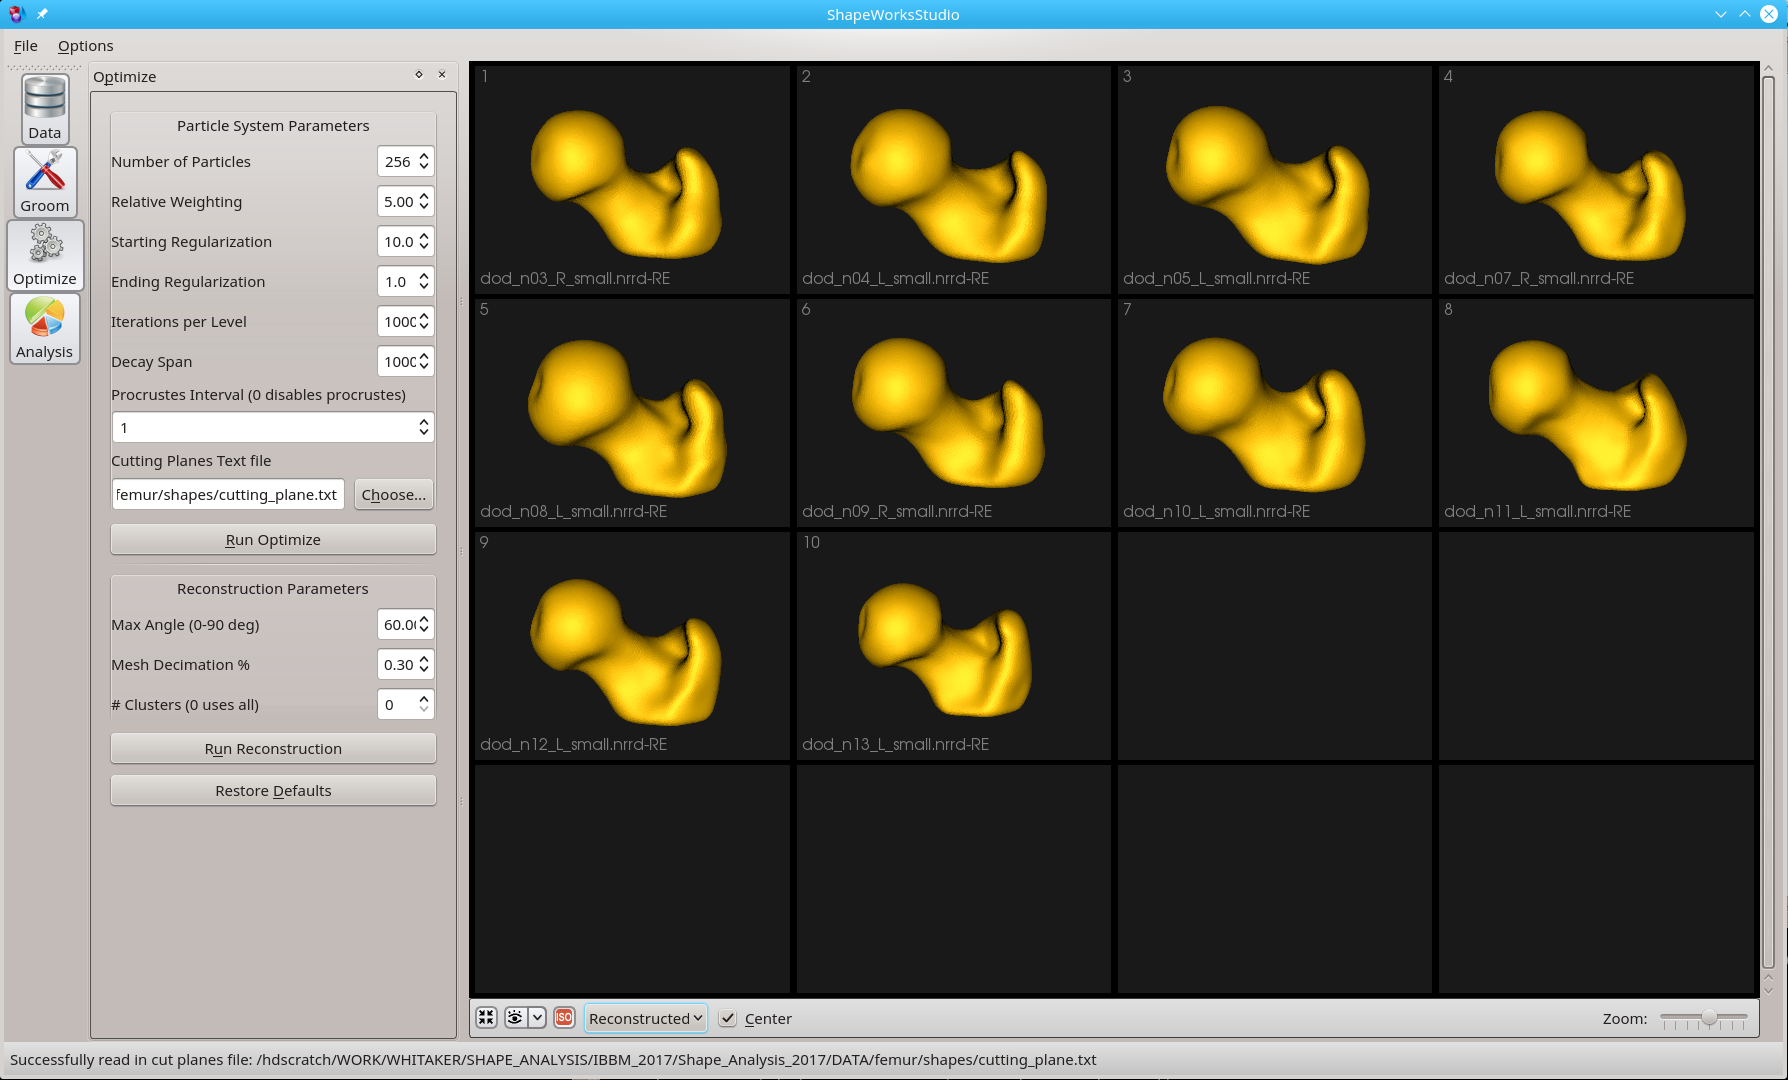 ShapeWorksStudio
File Options
Data
Groom
Optimize
Analysis
Optimize
Particle System Parameters
Number of Particles 256
Relative Weighting 5.00
Starting Regularization 10.0
Ending Regularization 1.0
Iterations per Level 1000
Decay Span 1000
Procrustes Interval (0 disables procrustes)
1
Cutting Planes Text file
femur/shapes/cutting_plane.txt Choose...
Run Optimize
Reconstruction Parameters
Max Angle (0-90 deg) 60.00
Mesh Decimation % 0.30
# Clusters (0 uses all) 0
Run Reconstruction
Restore Defaults
1 2 3 4
dod_n03_R_small.nrrd-RE dod_n04_L_small.nrrd-RE dod_n05_L_small.nrrd-RE dod_n07_R_small.nrrd-RE
5 6 7 8
dod_n08_L_small.nrrd-RE dod_n09_R_small.nrrd-RE dod_n10_L_small.nrrd-RE dod_n11_L_small.nrrd-RE
9 10
dod_n12_L_small.nrrd-RE dod_n13_L_small.nrrd-RE
ISO Reconstructed Center Zoom:
Successfully read in cut planes file: /hdscratch/WORK/WHITAKER/SHAPE_ANALYSIS/IBBM_2017/Shape_Analysis_2017/DATA/femur/shapes/cutting_plane.txt